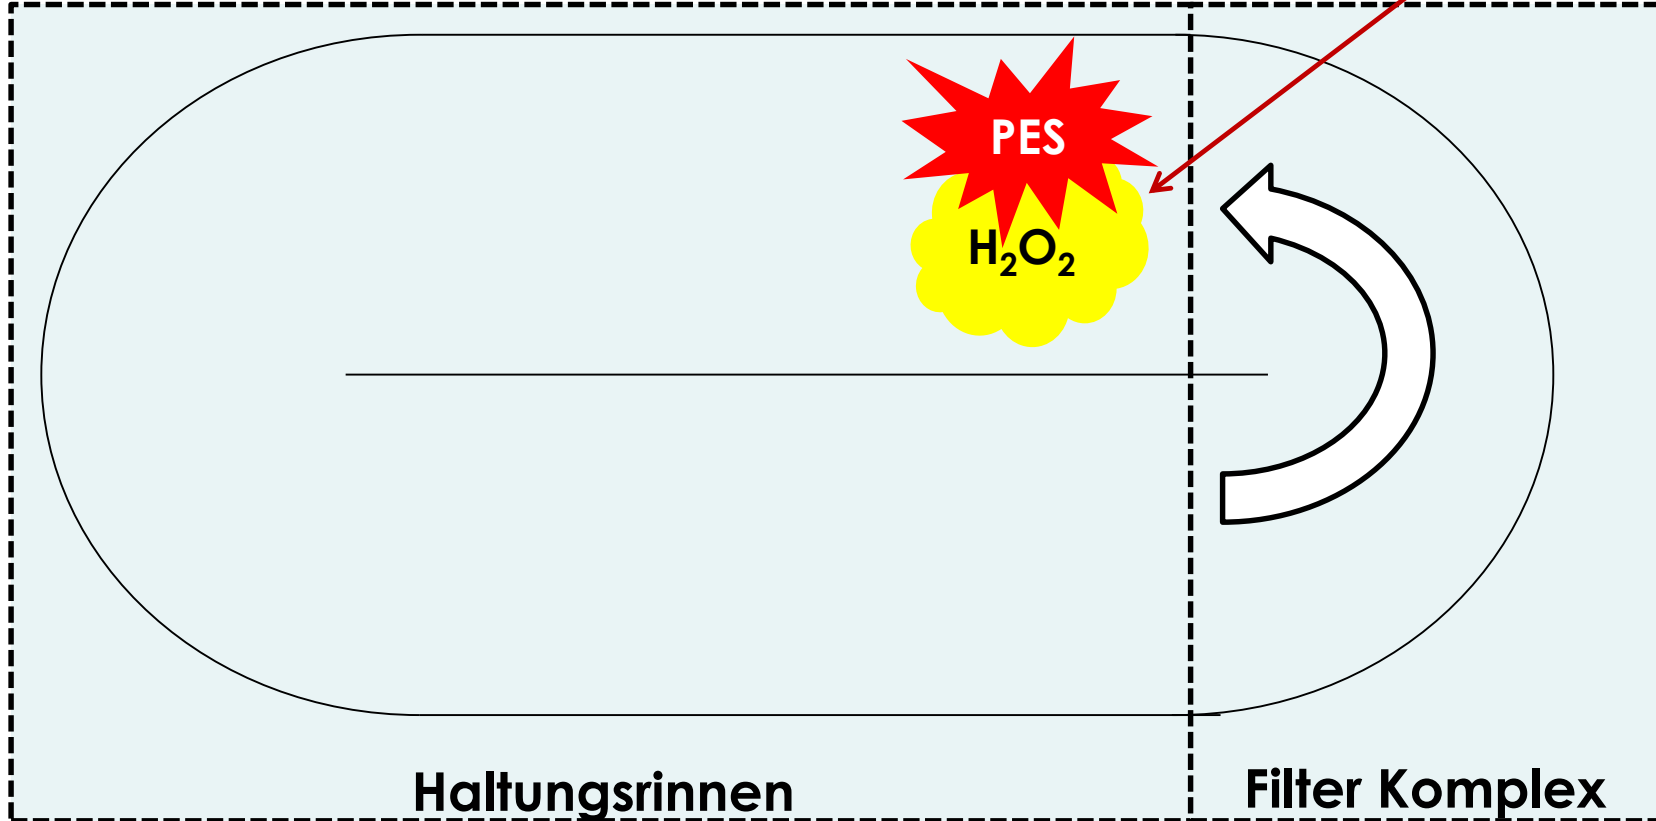 PES
H₂O₂
Haltungsrinnen
Filter Komplex